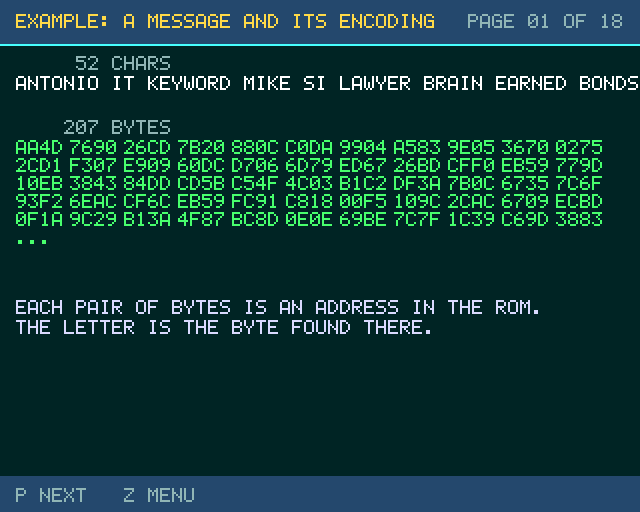 EXAMPLE: A MESSAGE AND ITS ENCODING PAGE 01 OF 18
52 CHARS
ANTONIO IT KEYWORD MIKE SI LAWYER BRAIN EARNED BONDS
207 BYTES
AA4D 7690 26CD 7B20 880C C0DA 9904 A583 9E05 3670 0275
2CD1 F307 E909 60DC D706 6D79 ED67 26BD CFF0 EB59 779D
10EB 3843 84DD CD5B C54F 4C03 B1C2 DF3A 7B0C 6735 7C6F
93F2 6EAC CF6C EB59 FC91 C818 00F5 109C 2CAC 6709 ECBD
0F1A 9C29 B13A 4F87 BC8D 0E0E 69BE 7C7F 1C39 C69D 3883
...
EACH PAIR OF BYTES IS AN ADDRESS IN THE ROM.
THE LETTER IS THE BYTE FOUND THERE.
P NEXT Z MENU